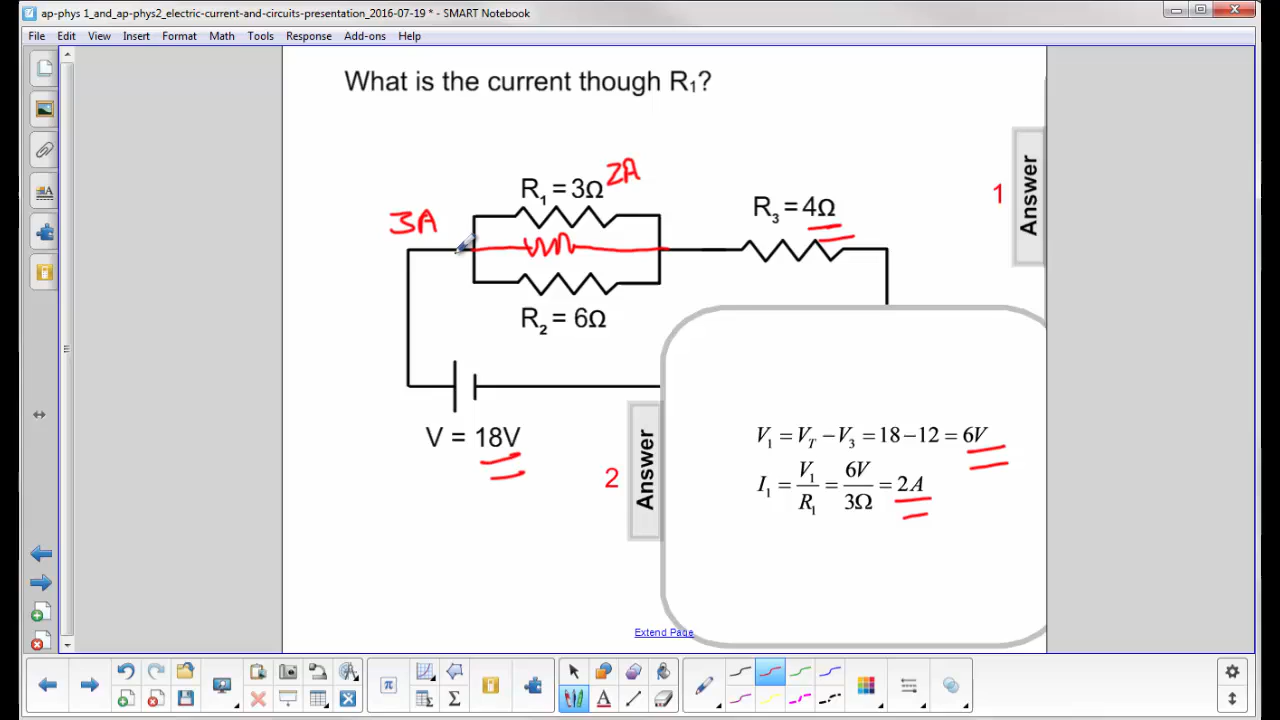 ap-phys 1_and_ap-phys2_electric-current-and-circuits-presentation_2016-07-19 * - SMART Notebook
File Edit View Insert Format Math Tools Response Add-ons Help
What is the current though R₁?
R₁ = 3Ω 2A
3A
R₃ = 4Ω
1 Answer
R₂ = 6Ω
V = 18V
2 Answer
V₁ = V_T – V₃ = 18 – 12 = 6V
I₁ = V₁/R₁ = 6V/3Ω = 2A
Extend Page